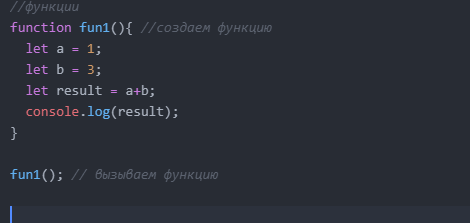 //функции
function fun1(){ //создаем функцию
  let a = 1;
  let b = 3;
  let result = a+b;
  console.log(result);
}

fun1(); // вызываем функцию